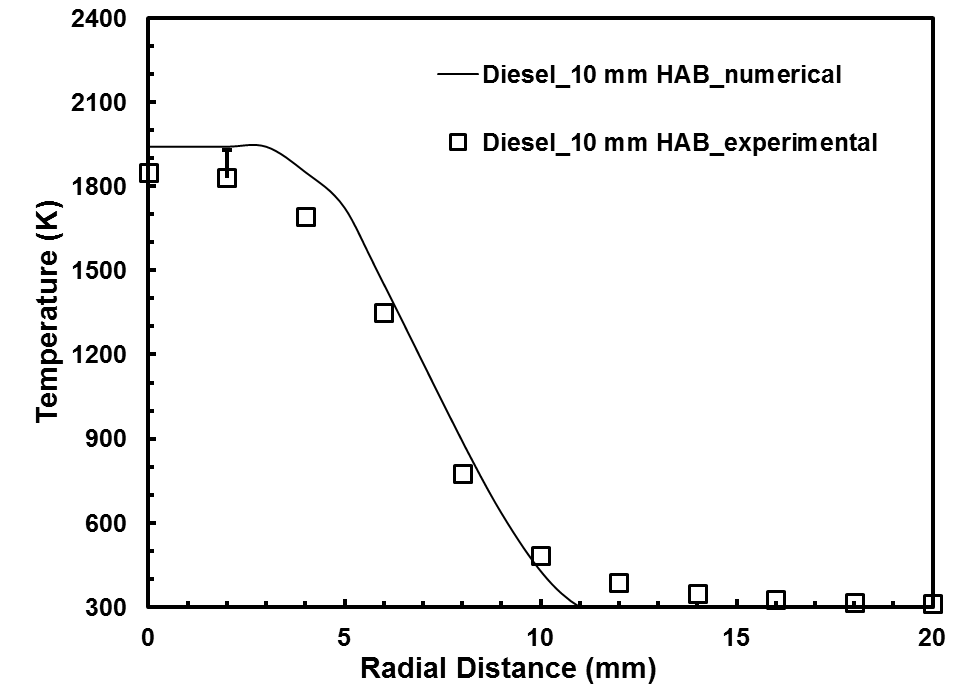 2400
2100
1800
1500
1200
900
600
300
Temperature (K)
Diesel_10 mm HAB_numerical
Diesel_10 mm HAB_experimental
0 5 10 15 20
Radial Distance (mm)